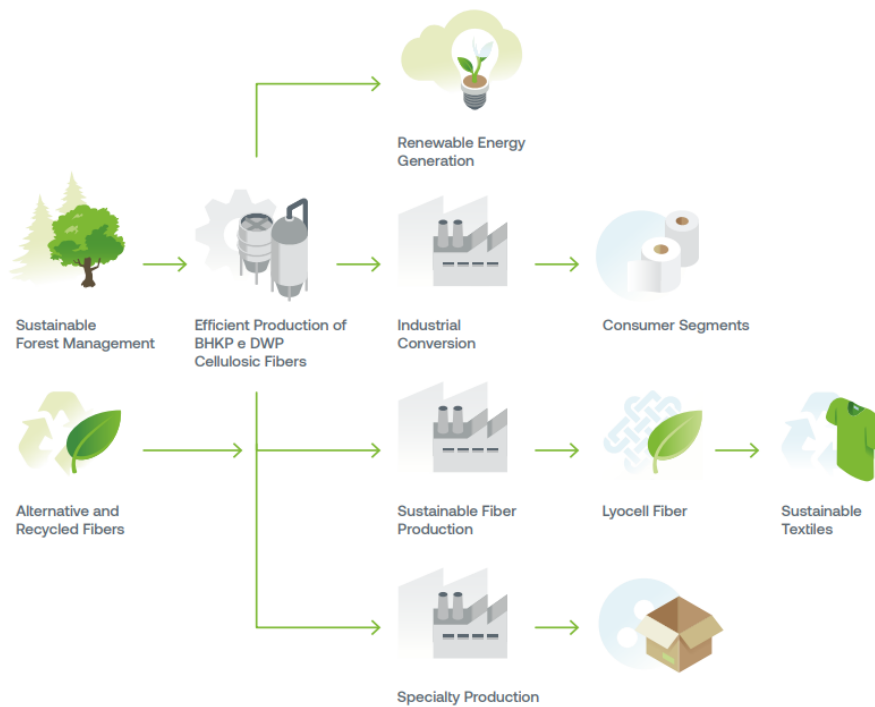 Renewable Energy
Generation
Sustainable
Forest Management
Efficient Production of
BHKP e DWP
Cellulosic Fibers
Industrial
Conversion
Consumer Segments
Alternative and
Recycled Fibers
Sustainable Fiber
Production
Lyocell Fiber
Sustainable
Textiles
Specialty Production